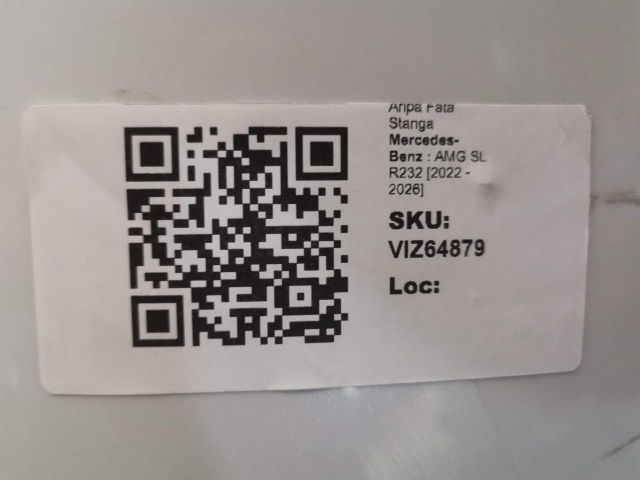 Aripa Fata
Stanga
Mercedes-
Benz : AMG SL
R232 [2022 -
2026]
SKU:
VIZ64879
Loc: